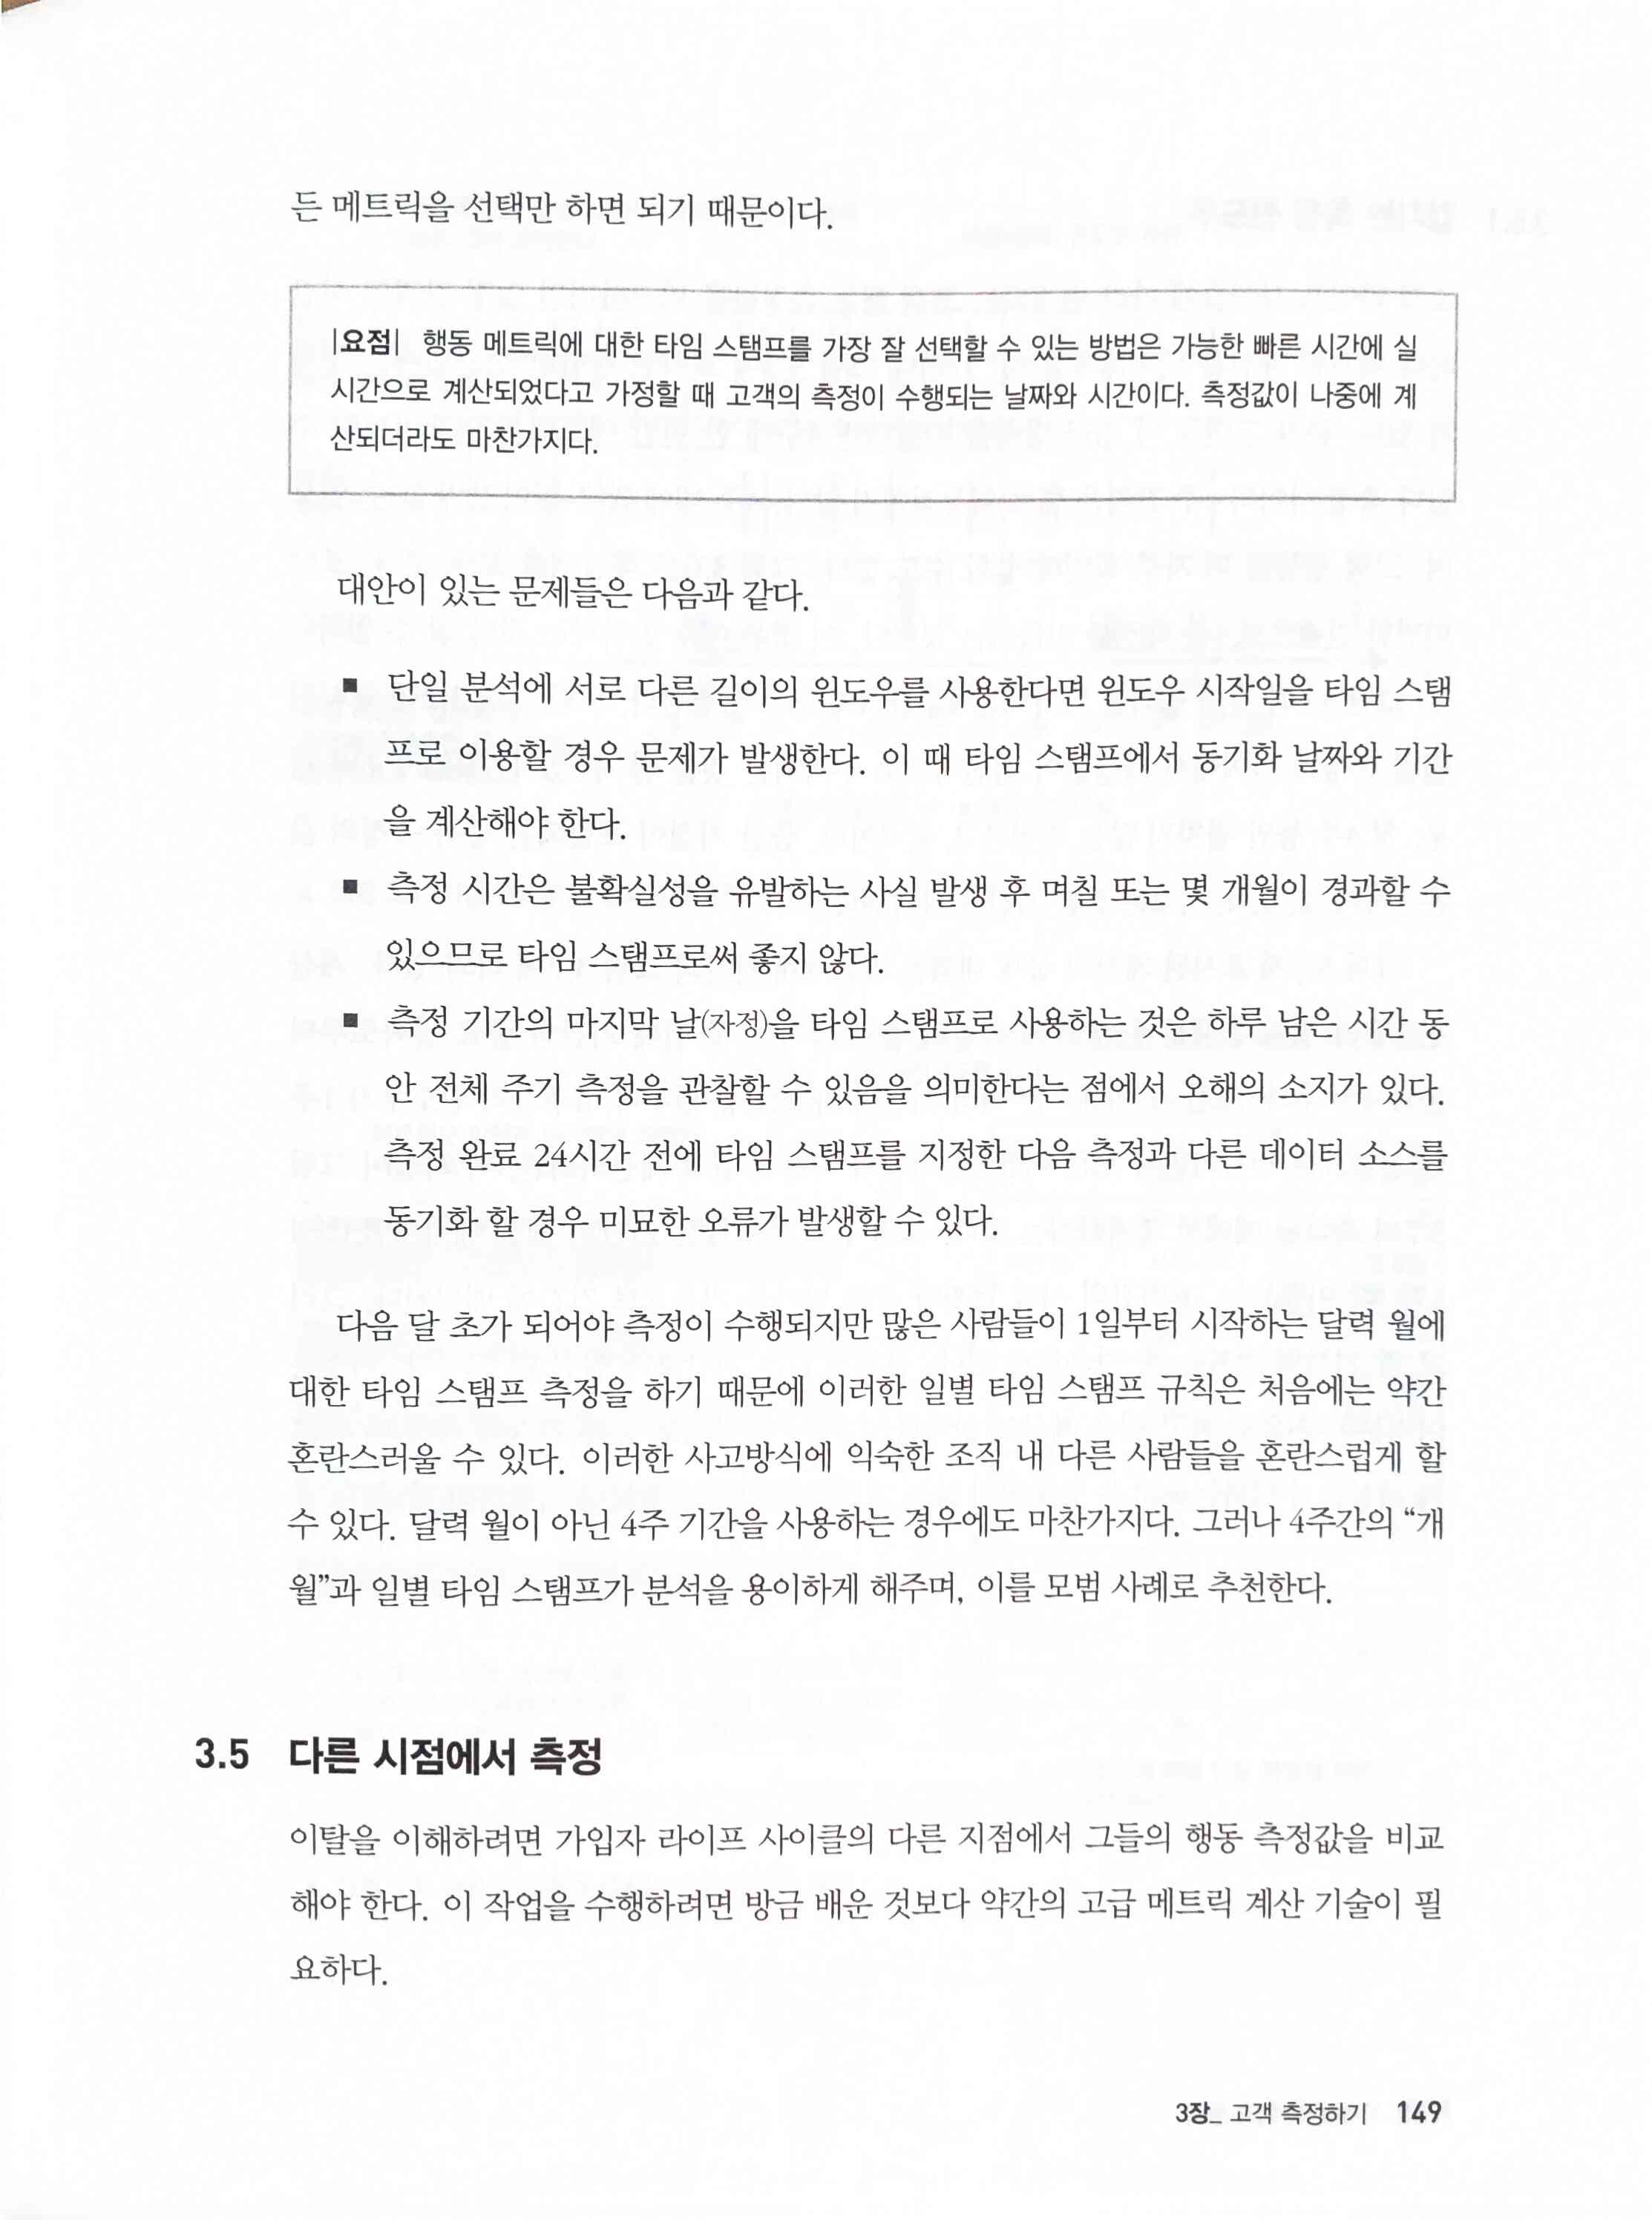 든 메트릭을 선택만 하면 되기 때문이다.
|요점| 행동 메트릭에 대한 타임 스탬프를 가장 잘 선택할 수 있는 방법은 가능한 빠른 시간에 실
시간으로 계산되었다고 가정할 때 고객의 측정이 수행되는 날짜와 시간이다. 측정값이 나중에 계
산되더라도 마찬가지다.
대안이 있는 문제들은 다음과 같다.
■ 단일 분석에 서로 다른 길이의 윈도우를 사용한다면 윈도우 시작일을 타임 스탬
프로 이용할 경우 문제가 발생한다. 이 때 타임 스탬프에서 동기화 날짜와 기간
을 계산해야 한다.
■ 측정 시간은 불확실성을 유발하는 사실 발생 후 며칠 또는 몇 개월이 경과할 수
있으므로 타임 스탬프로써 좋지 않다.
■ 측정 기간의 마지막 날(자정)을 타임 스탬프로 사용하는 것은 하루 남은 시간 동
안 전체 주기 측정을 관찰할 수 있음을 의미한다는 점에서 오해의 소지가 있다.
측정 완료 24시간 전에 타임 스탬프를 지정한 다음 측정과 다른 데이터 소스를
동기화 할 경우 미묘한 오류가 발생할 수 있다.
다음 달 초가 되어야 측정이 수행되지만 많은 사람들이 1일부터 시작하는 달력 월에
대한 타임 스탬프 측정을 하기 때문에 이러한 일별 타임 스탬프 규칙은 처음에는 약간
혼란스러울 수 있다. 이러한 사고방식에 익숙한 조직 내 다른 사람들을 혼란스럽게 할
수 있다. 달력 월이 아닌 4주 기간을 사용하는 경우에도 마찬가지다. 그러나 4주간의 “개
월”과 일별 타임 스탬프가 분석을 용이하게 해주며, 이를 모범 사례로 추천한다.
3.5 다른 시점에서 측정
이탈을 이해하려면 가입자 라이프 사이클의 다른 지점에서 그들의 행동 측정값을 비교
해야 한다. 이 작업을 수행하려면 방금 배운 것보다 약간의 고급 메트릭 계산 기술이 필
요하다.
3장_ 고객 측정하기 149